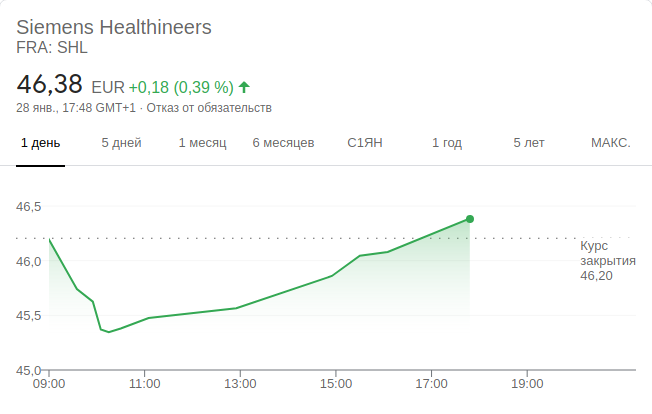 Siemens Healthineers
FRA: SHL
46,38 EUR +0,18 (0,39 %)
28 янв., 17:48 GMT+1 · Отказ от обязательств
1 день 5 дней 1 месяц 6 месяцев С1ЯН 1 год 5 лет МАКС.
46,5
46,0
45,5
45,0
Курс
закрытия
46,20
09:00 11:00 13:00 15:00 17:00 19:00